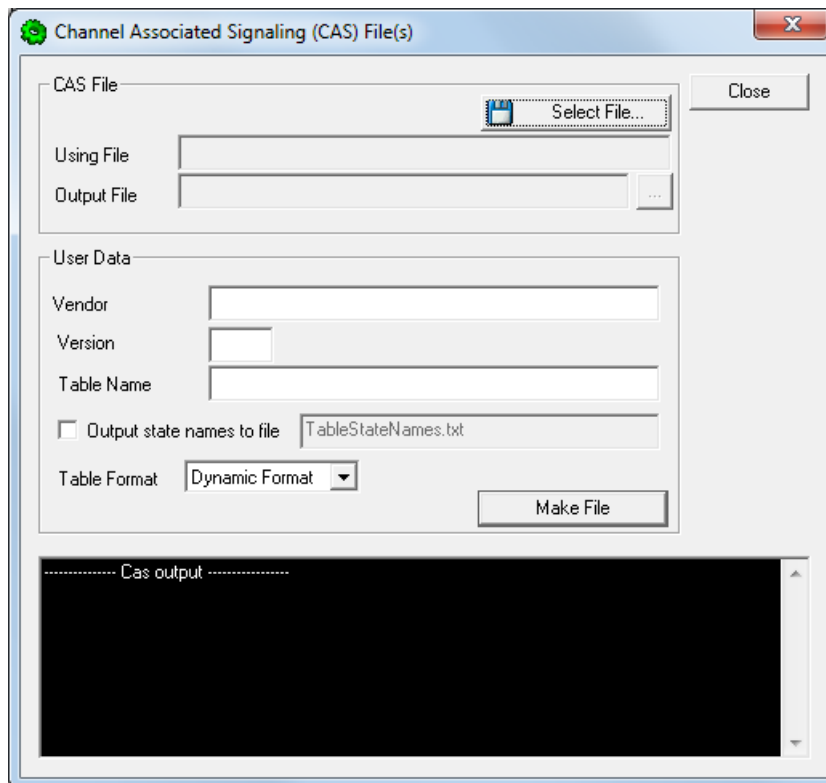 Channel Associated Signaling (CAS) File(s)
CAS File
Close
Select File...
Using File
Output File
...
User Data
Vendor
Version
Table Name
Output state names to file TableStateNames.txt
Table Format Dynamic Format
Make File
--------------- Cas output -----------------